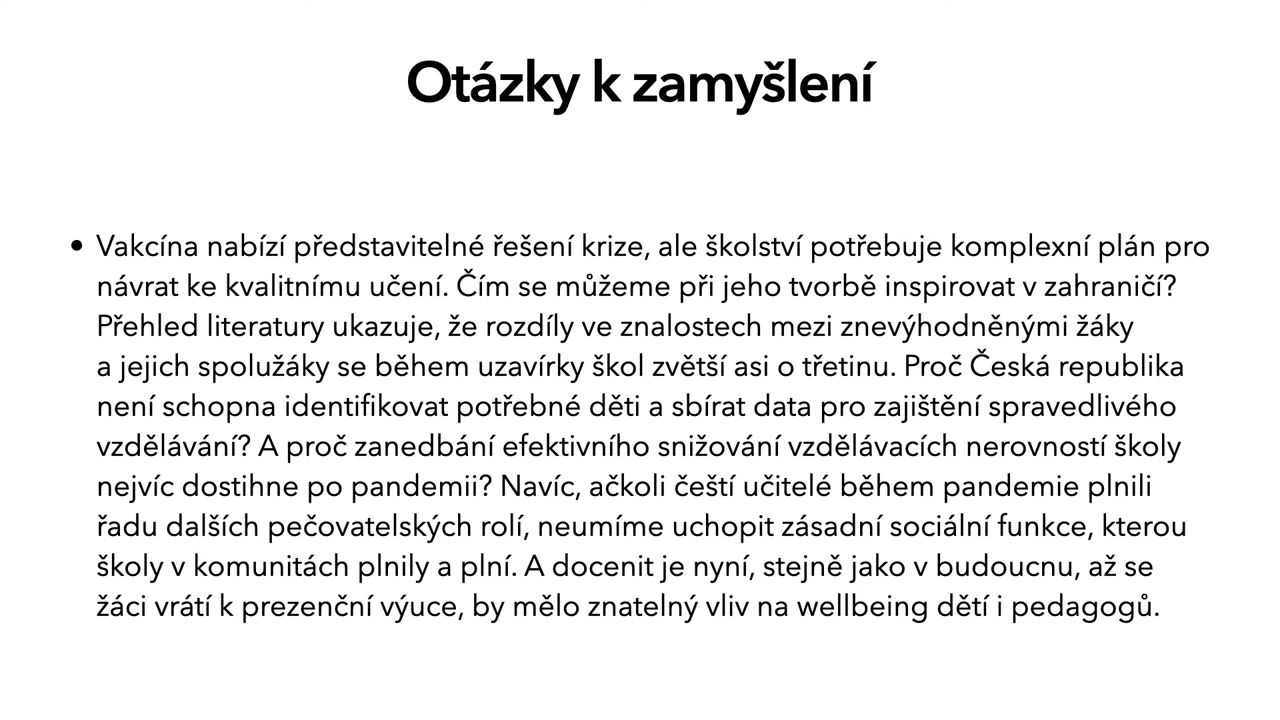 Otázky k zamyšlení
• Vakcína nabízí představitelné řešení krize, ale školství potřebuje komplexní plán pro
návrat ke kvalitnímu učení. Čím se můžeme při jeho tvorbě inspirovat v zahraničí?
Přehled literatury ukazuje, že rozdíly ve znalostech mezi znevýhodněnými žáky
a jejich spolužáky se během uzavírky škol zvětší asi o třetinu. Proč Česká republika
není schopna identifikovat potřebné děti a sbírat data pro zajištění spravedlivého
vzdělávání? A proč zanedbání efektivního snižování vzdělávacích nerovností školy
nejvíc dostihne po pandemii? Navíc, ačkoli čeští učitelé během pandemie plnili
řadu dalších pečovatelských rolí, neumíme uchopit zásadní sociální funkce, kterou
školy v komunitách plnily a plní. A docenit je nyní, stejně jako v budoucnu, až se
žáci vrátí k prezenční výuce, by mělo znatelný vliv na wellbeing dětí i pedagogů.